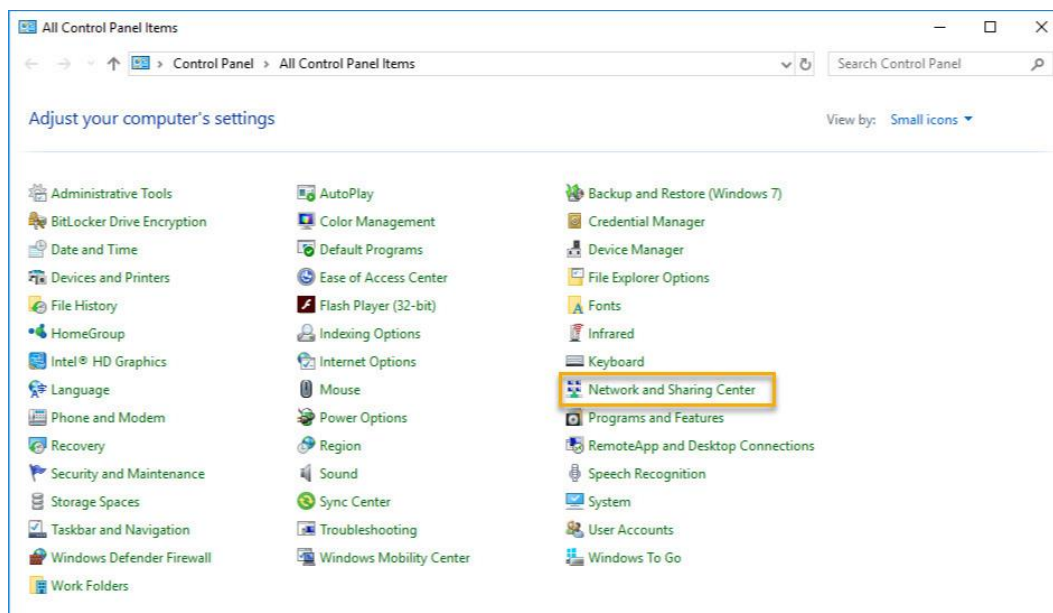 All Control Panel Items
Control Panel > All Control Panel Items
Search Control Panel
Adjust your computer's settings
View by: Small icons
Administrative Tools
AutoPlay
Backup and Restore (Windows 7)
BitLocker Drive Encryption
Color Management
Credential Manager
Date and Time
Default Programs
Device Manager
Devices and Printers
Ease of Access Center
File Explorer Options
File History
Flash Player (32-bit)
Fonts
HomeGroup
Indexing Options
Infrared
Intel® HD Graphics
Internet Options
Keyboard
Language
Mouse
Network and Sharing Center
Phone and Modem
Power Options
Programs and Features
Recovery
Region
RemoteApp and Desktop Connections
Security and Maintenance
Sound
Speech Recognition
Storage Spaces
Sync Center
System
Taskbar and Navigation
Troubleshooting
User Accounts
Windows Defender Firewall
Windows Mobility Center
Windows To Go
Work Folders